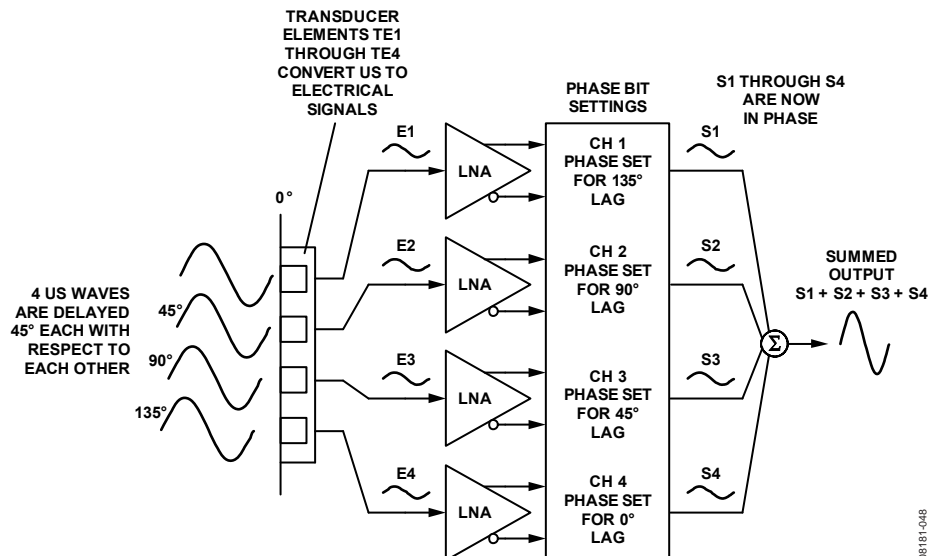 TRANSDUCER
ELEMENTS TE1
THROUGH TE4
CONVERT US TO
ELECTRICAL
SIGNALS
PHASE BIT
SETTINGS
S1 THROUGH S4
ARE NOW
IN PHASE
0°
4 US WAVES
ARE DELAYED
45° EACH WITH
RESPECT TO
EACH OTHER
45°
90°
135°
E1
LNA
CH 1
PHASE SET
FOR 135°
LAG
S1
E2
LNA
CH 2
PHASE SET
FOR 90°
LAG
S2
E3
LNA
CH 3
PHASE SET
FOR 45°
LAG
S3
E4
LNA
CH 4
PHASE SET
FOR 0°
LAG
S4
Σ
SUMMED
OUTPUT
S1 + S2 + S3 + S4
08181-048